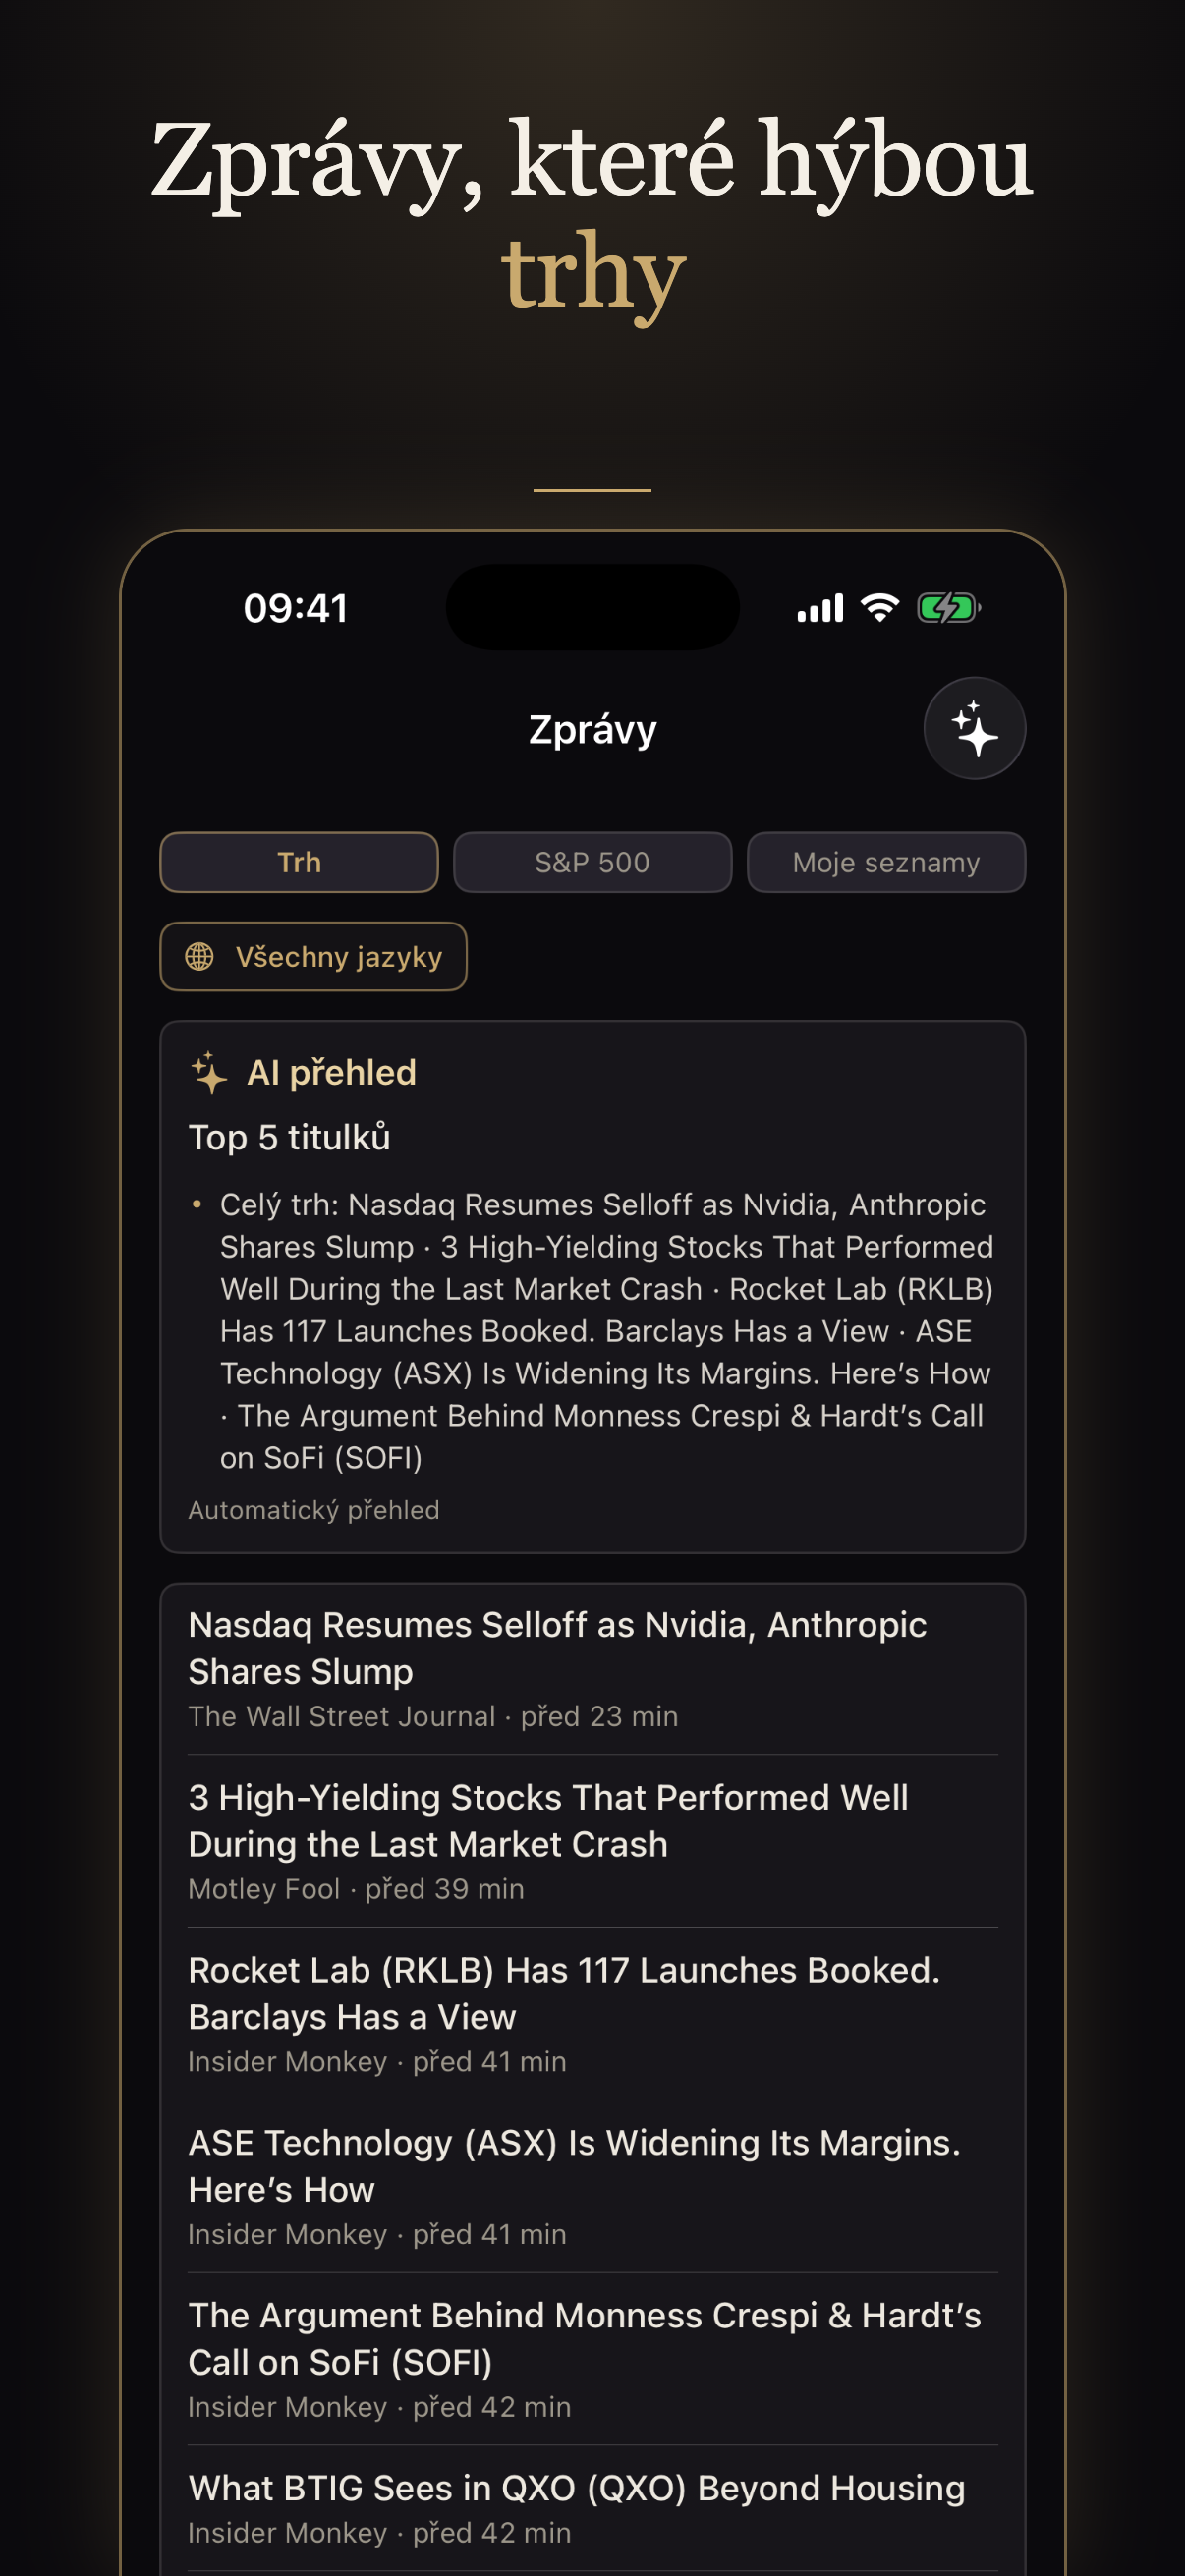 Zprávy, které hýbou
trhy
09:41
Zprávy
Trh
S&P 500
Moje seznamy
Všechny jazyky
AI přehled
Top 5 titulků
• Celý trh: Nasdaq Resumes Selloff as Nvidia, Anthropic
Shares Slump · 3 High-Yielding Stocks That Performed
Well During the Last Market Crash · Rocket Lab (RKLB)
Has 117 Launches Booked. Barclays Has a View · ASE
Technology (ASX) Is Widening Its Margins. Here’s How
· The Argument Behind Monness Crespi & Hardt’s Call
on SoFi (SOFI)
Automatický přehled
Nasdaq Resumes Selloff as Nvidia, Anthropic
Shares Slump
The Wall Street Journal · před 23 min
3 High-Yielding Stocks That Performed Well
During the Last Market Crash
Motley Fool · před 39 min
Rocket Lab (RKLB) Has 117 Launches Booked.
Barclays Has a View
Insider Monkey · před 41 min
ASE Technology (ASX) Is Widening Its Margins.
Here’s How
Insider Monkey · před 41 min
The Argument Behind Monness Crespi & Hardt’s
Call on SoFi (SOFI)
Insider Monkey · před 42 min
What BTIG Sees in QXO (QXO) Beyond Housing
Insider Monkey · před 42 min